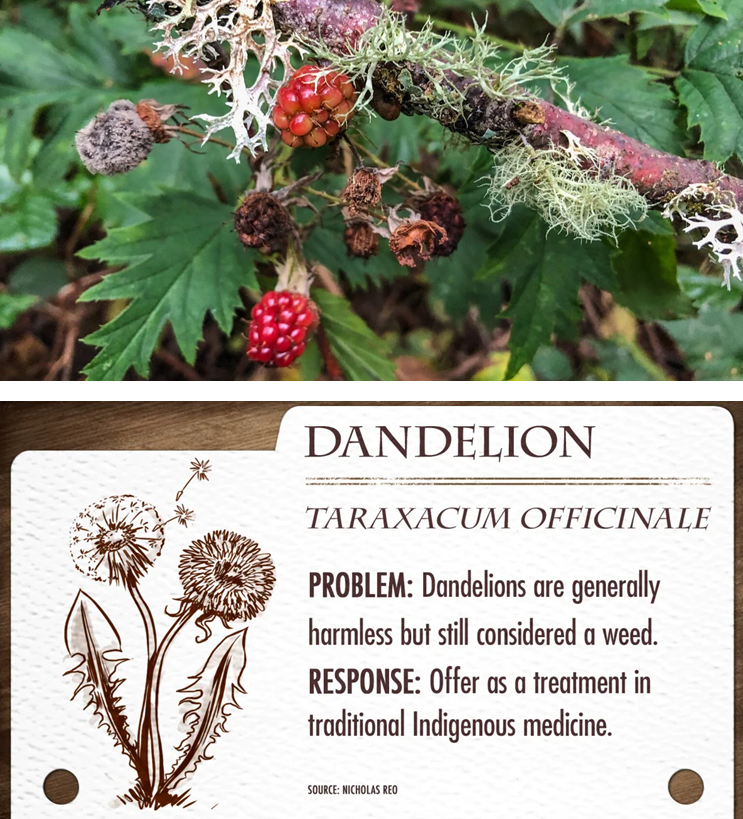 DANDELION
TARAXACUM OFFICINALE
PROBLEM: Dandelions are generally
harmless but still considered a weed.
RESPONSE: Offer as a treatment in
traditional Indigenous medicine.
SOURCE: NICHOLAS REO